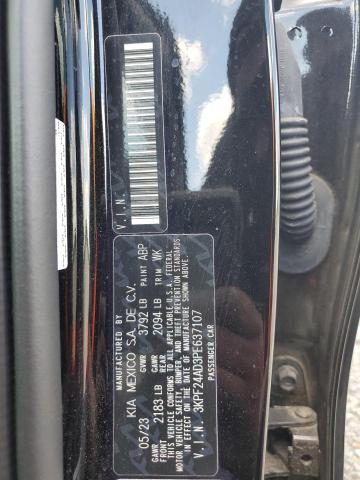 MANUFACTURED BY
KIA MEXICO S.A. DE C.V.
05/23 GVWR 3792 LB PAINT ABP
GAWR FRONT 2183 LB GAWR REAR 2094 LB TRIM WK
THIS VEHICLE CONFORMS TO ALL APPLICABLE U.S.A. FEDERAL
MOTOR VEHICLE SAFETY, BUMPER AND THEFT PREVENTION STANDARDS
IN EFFECT ON THE DATE OF MANUFACTURE SHOWN ABOVE.
V.I.N. 3KPF24AD3PE637107
PASSENGER CAR
V.I.N.